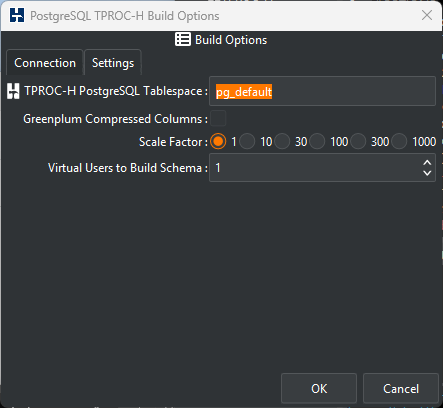 PostgreSQL TPROC-H Build Options
Build Options
Connection Settings
TPROC-H PostgreSQL Tablespace : pg_default
Greenplum Compressed Columns :
Scale Factor : 1 10 30 100 300 1000
Virtual Users to Build Schema : 1
OK Cancel